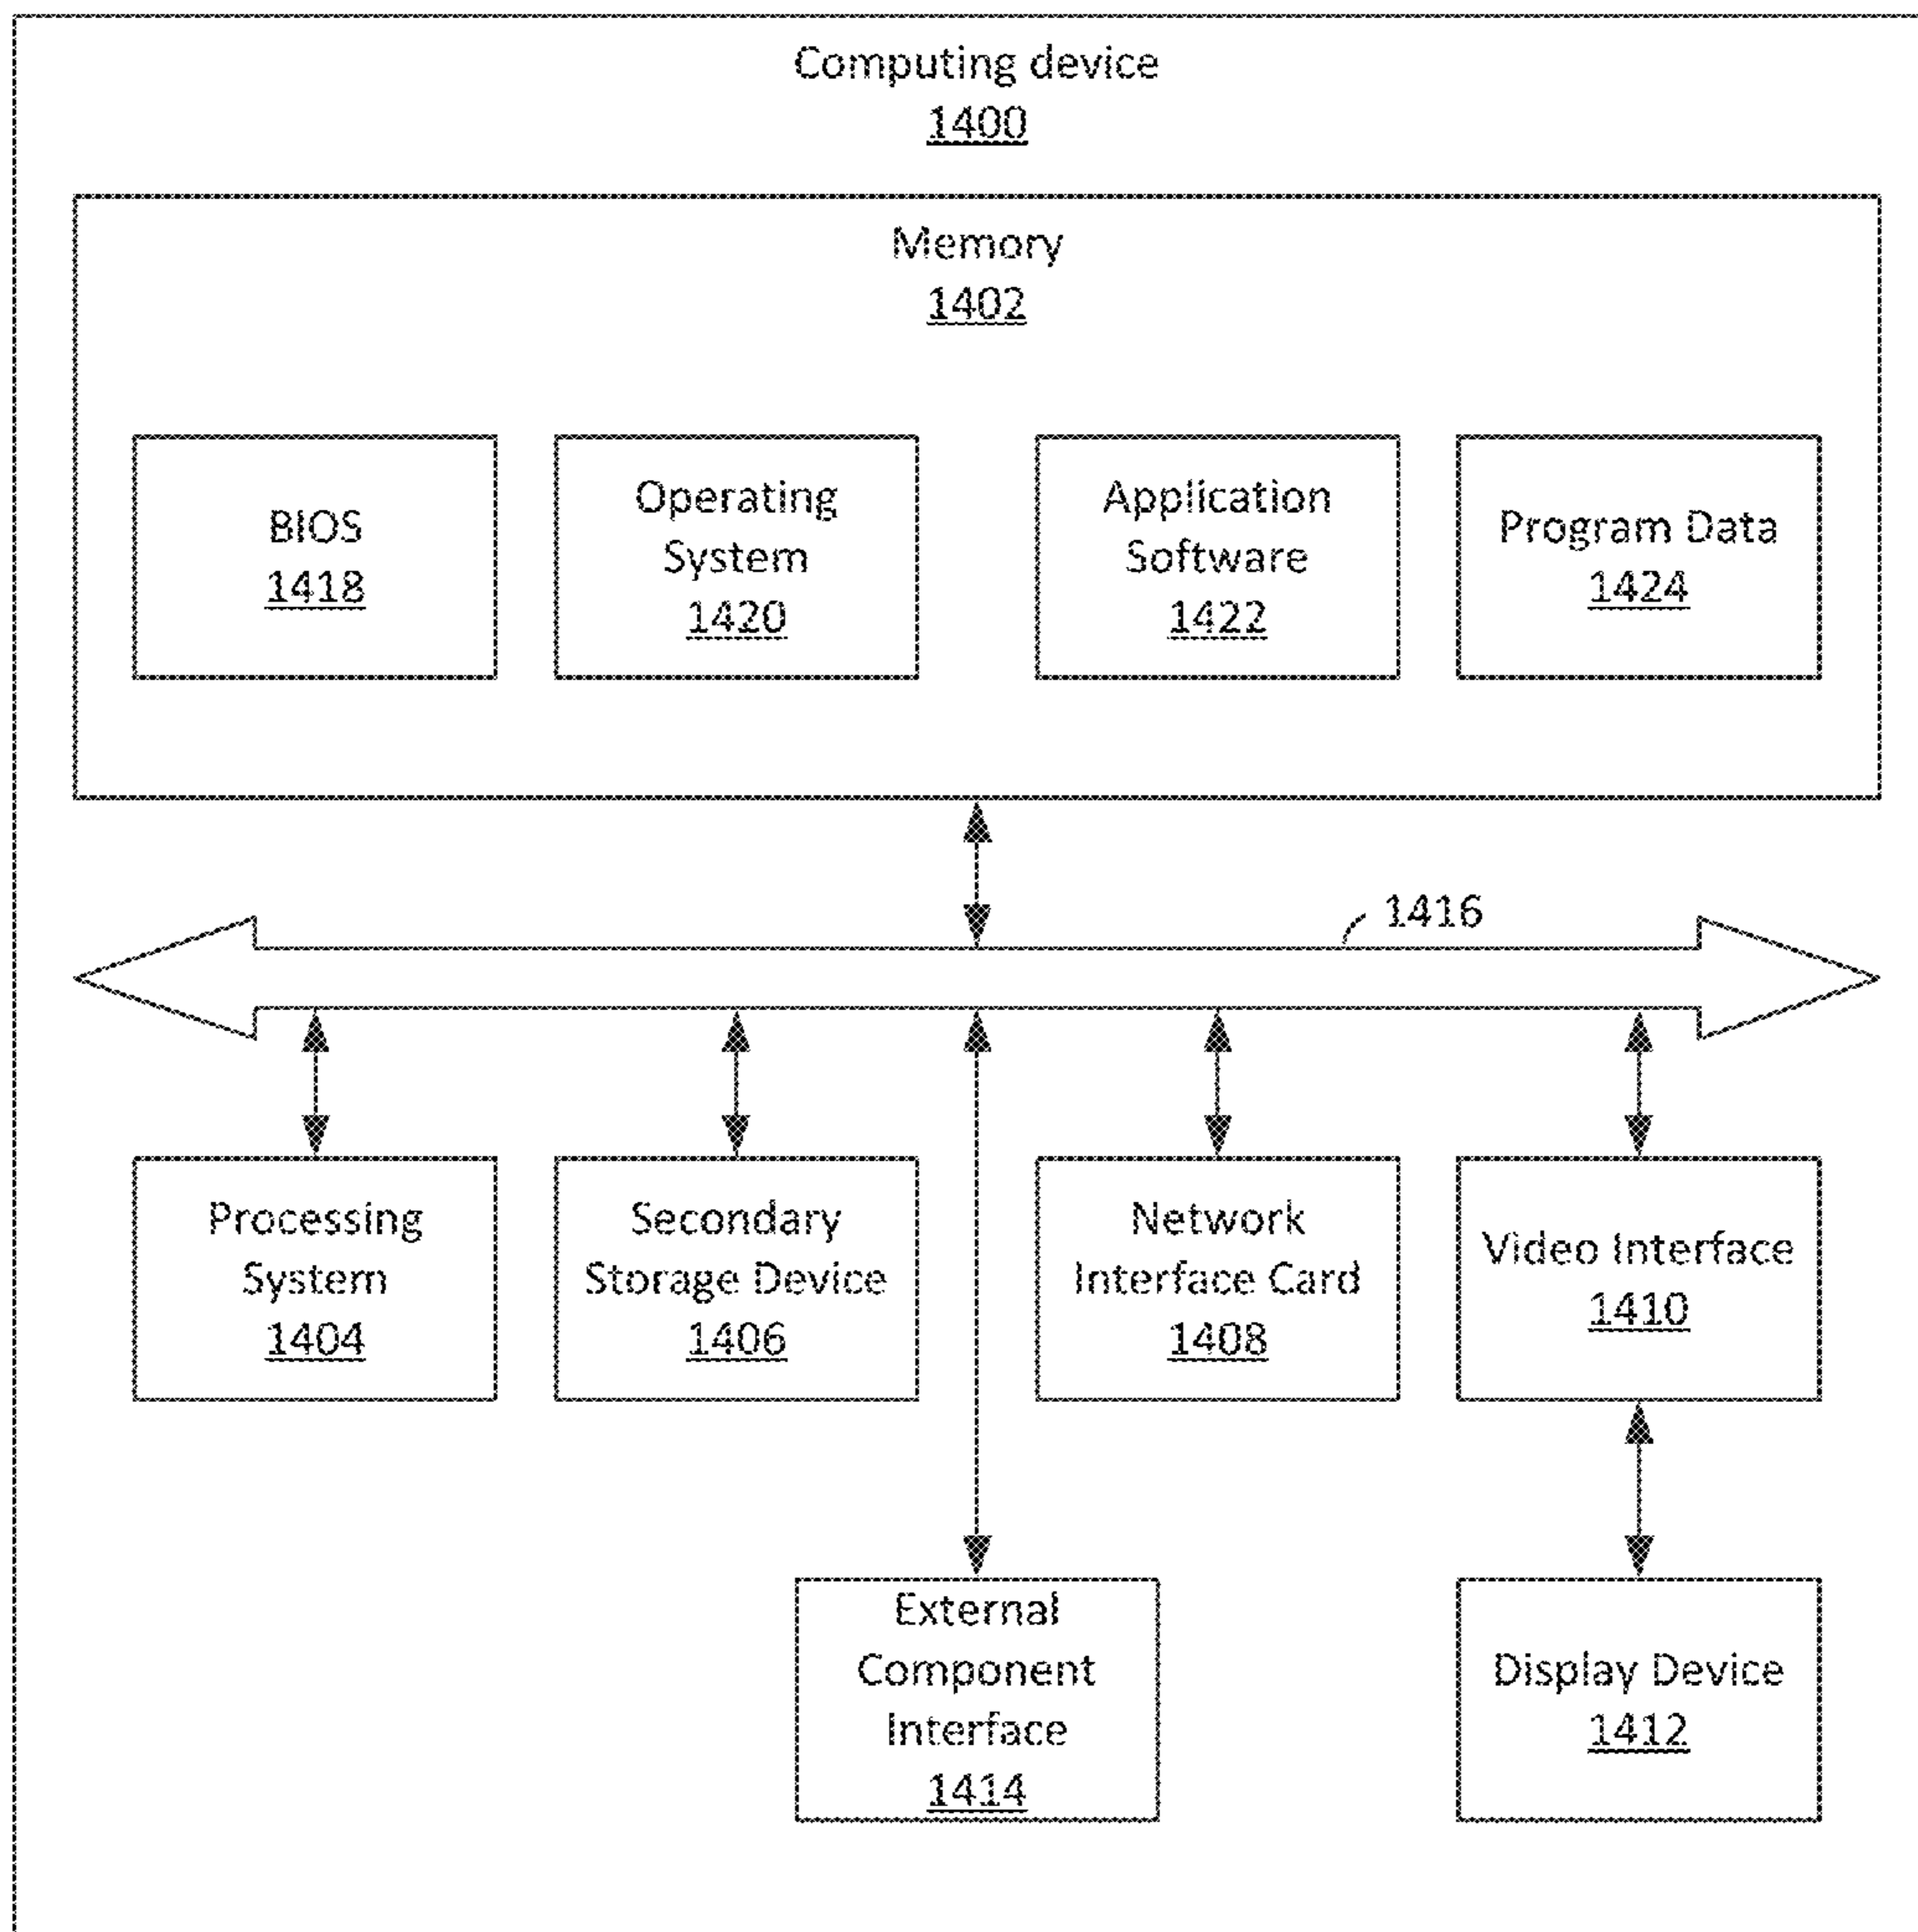 Computing device
1400
Memory
1402
BIOS
1418
Operating
System
1420
Application
Software
1422
Program Data
1424
1416
Processing
System
1404
Secondary
Storage Device
1406
Network
Interface Card
1408
Video Interface
1410
External
Component
Interface
1414
Display Device
1412